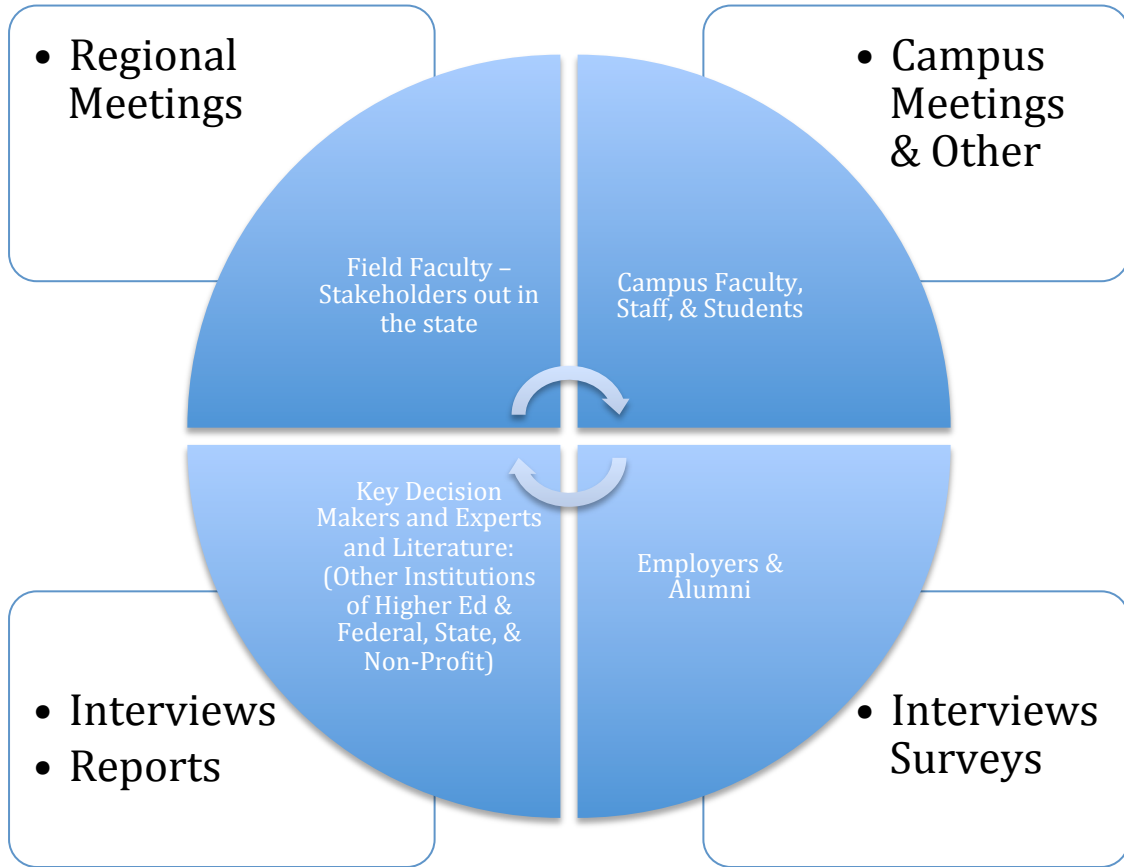 • Regional
Meetings
• Campus
Meetings
& Other
Field Faculty –
Stakeholders out in
the state
Campus Faculty,
Staff, & Students
Key Decision
Makers and Experts
and Literature:
(Other Institutions
of Higher Ed &
Federal, State, &
Non-Profit)
Employers &
Alumni
• Interviews
• Reports
• Interviews
Surveys